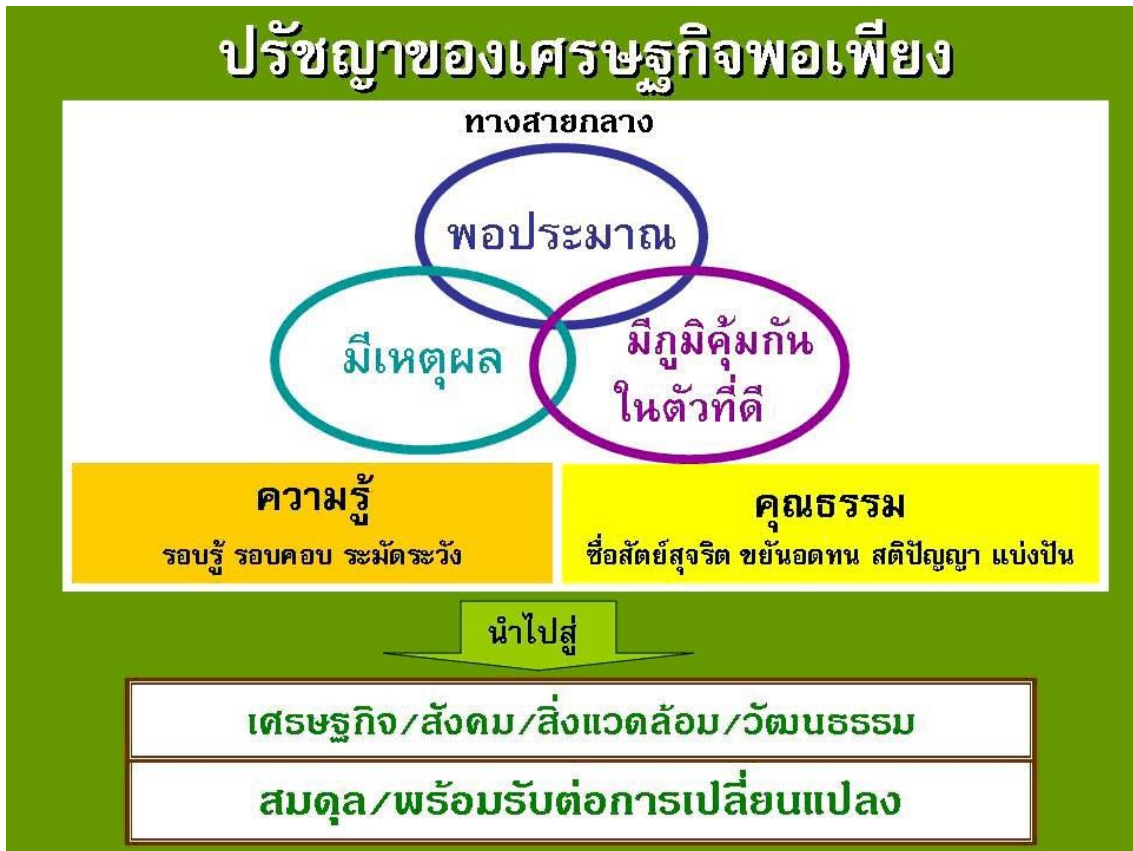 ปรัชญาของเศรษฐกิจพอเพียง
ทางสายกลาง
พอประมาณ
มีเหตุผล
มีภูมิคุ้มกัน
ในตัวที่ดี
ความรู้
รอบรู้ รอบคอบ ระมัดระวัง
คุณธรรม
ซื่อสัตย์สุจริต ขยันอดทน สติปัญญา แบ่งปัน
นำไปสู่
เศรษฐกิจ/สังคม/สิ่งแวดล้อม/วัฒนธรรม
สมดุล/พร้อมรับต่อการเปลี่ยนแปลง